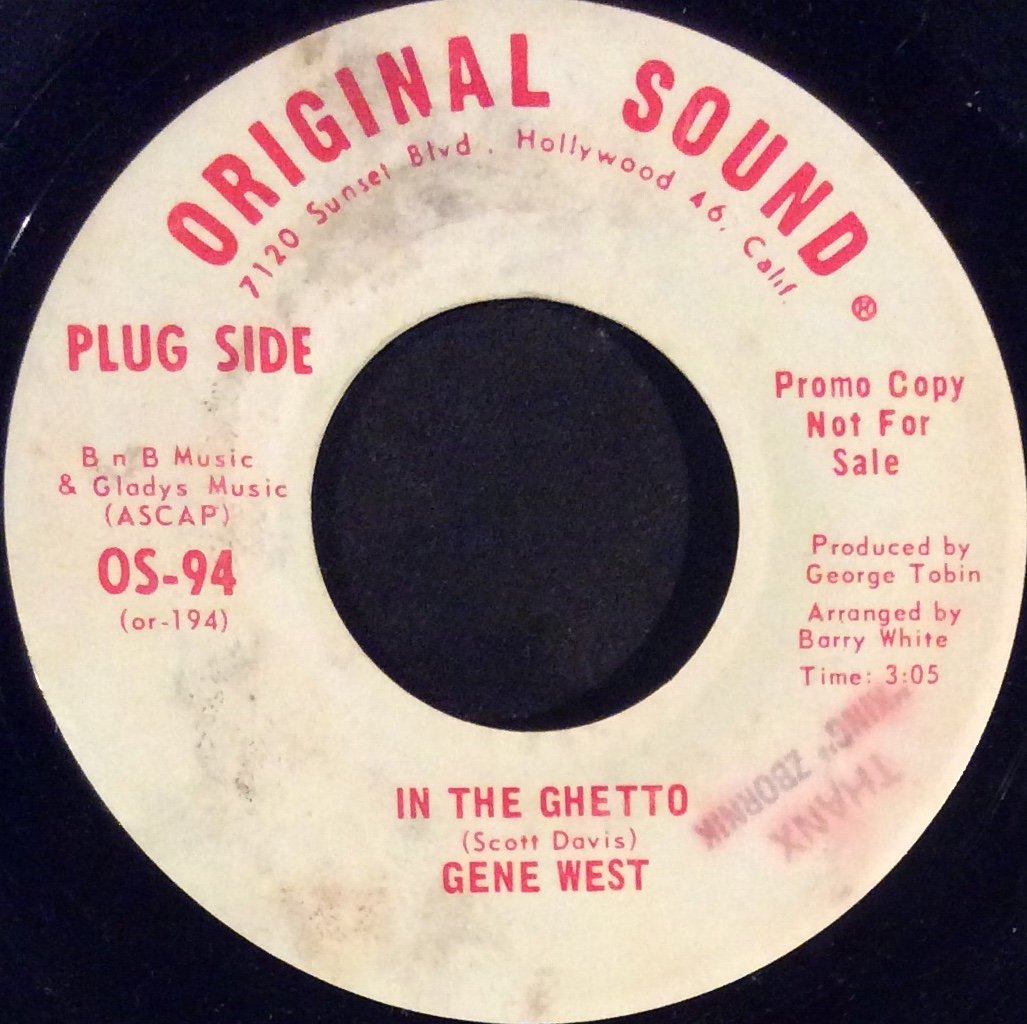 ORIGINAL SOUND ®
7120 Sunset Blvd. Hollywood 46, Calif.
PLUG SIDE
B n B Music
& Gladys Music
(ASCAP)
OS-94
(or-194)
Promo Copy
Not For
Sale
Produced by
George Tobin
Arranged by
Barry White
Time: 3:05
IN THE GHETTO
(Scott Davis)
GENE WEST
THANX
ZBORNIK